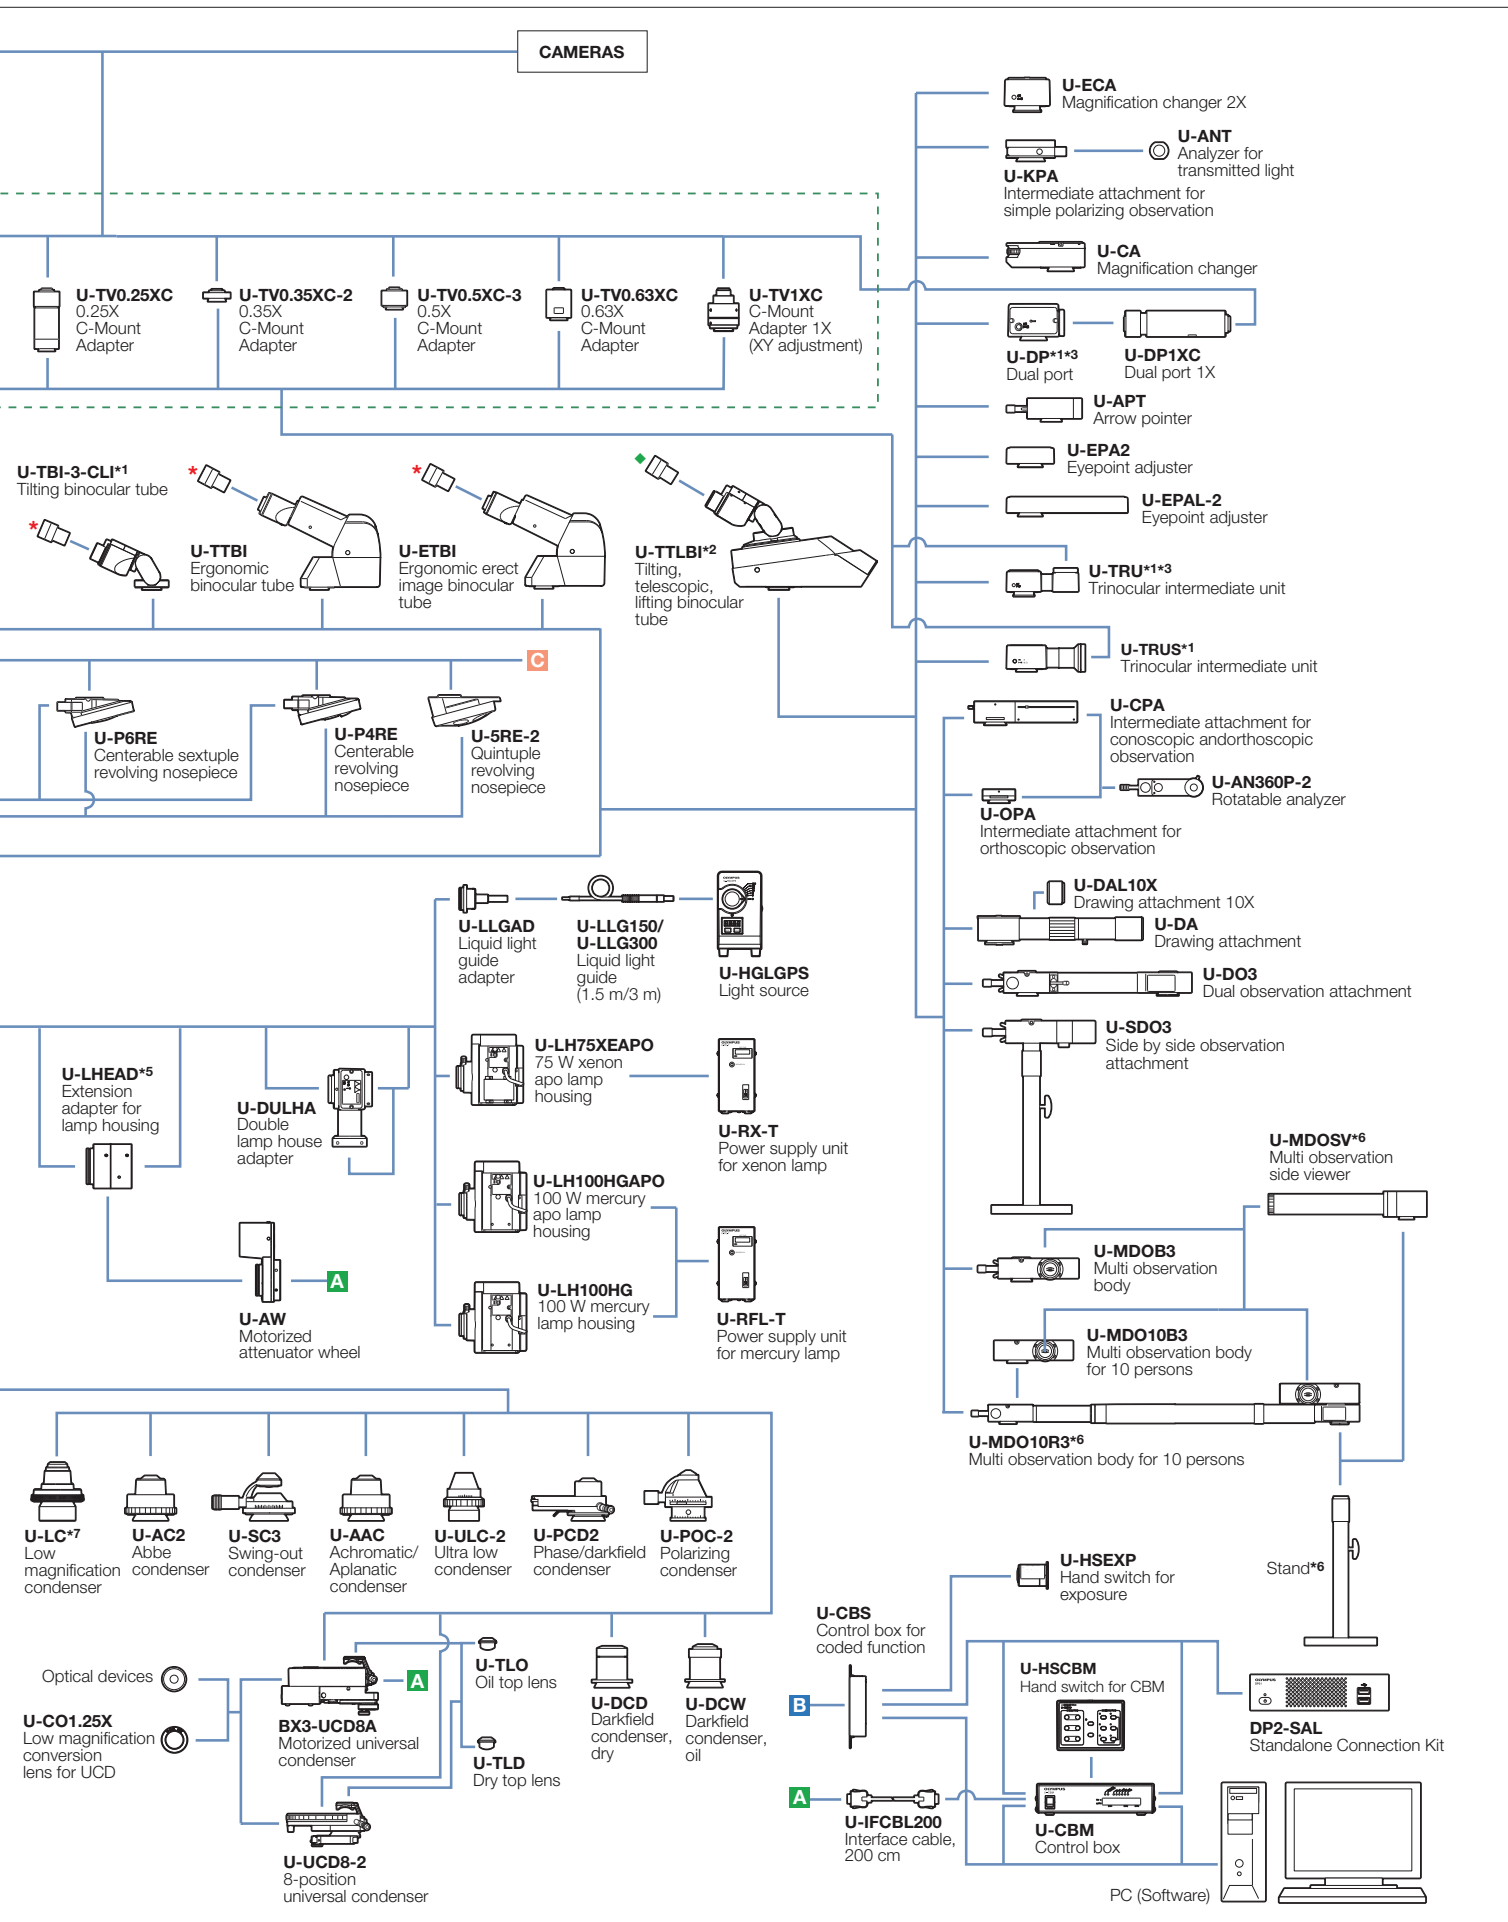 CAMERAS
U-ECA
Magnification changer 2X
U-ANT
Analyzer for
transmitted light
U-KPA
Intermediate attachment for
simple polarizing observation
U-CA
Magnification changer
U-TV0.25XC
0.25X
C-Mount
Adapter
U-TV0.35XC-2
0.35X
C-Mount
Adapter
U-TV0.5XC-3
0.5X
C-Mount
Adapter
U-TV0.63XC
0.63X
C-Mount
Adapter
U-TV1XC
C-Mount
Adapter 1X
(XY adjustment)
U-DP*1*3
Dual port
U-DP1XC
Dual port 1X
U-APT
Arrow pointer
U-EPA2
Eyepoint adjuster
U-EPAL-2
Eyepoint adjuster
U-TBI-3-CLI*1
Tilting binocular tube
*
*
*
U-TTBI
Ergonomic
binocular tube
U-ETBI
Ergonomic erect
image binocular
tube
U-TTLBI*2
Tilting,
telescopic,
lifting binocular
tube
U-TRU*1*3
Trinocular intermediate unit
U-TRUS*1
Trinocular intermediate unit
C
U-P6RE
Centerable sextuple
revolving nosepiece
U-P4RE
Centerable
revolving
nosepiece
U-5RE-2
Quintuple
revolving
nosepiece
U-CPA
Intermediate attachment for
conoscopic andorthoscopic
observation
U-AN360P-2
Rotatable analyzer
U-OPA
Intermediate attachment for
orthoscopic observation
U-DAL10X
Drawing attachment 10X
U-DA
Drawing attachment
U-DO3
Dual observation attachment
U-SDO3
Side by side observation
attachment
U-LLGAD
Liquid light
guide
adapter
U-LLG150/
U-LLG300
Liquid light
guide
(1.5 m/3 m)
OLYMPUS
U-HGLGPS
Light source
U-LHEAD*5
Extension
adapter for
lamp housing
U-DULHA
Double
lamp house
adapter
U-LH75XEAPO
75 W xenon
apo lamp
housing
OLYMPUS
U-RX-T
Power supply unit
for xenon lamp
U-LH100HGAPO
100 W mercury
apo lamp
housing
U-LH100HG
100 W mercury
lamp housing
OLYMPUS
U-RFL-T
Power supply unit
for mercury lamp
A
U-AW
Motorized
attenuator wheel
U-MDOSV*6
Multi observation
side viewer
U-MDOB3
Multi observation
body
U-MDO10B3
Multi observation body
for 10 persons
U-MDO10R3*6
Multi observation body for 10 persons
U-LC*7
Low
magnification
condenser
U-AC2
Abbe
condenser
U-SC3
Swing-out
condenser
U-AAC
Achromatic/
Aplanatic
condenser
U-ULC-2
Ultra low
condenser
U-PCD2
Phase/darkfield
condenser
U-POC-2
Polarizing
condenser
Stand*6
U-HSEXP
Hand switch for
exposure
U-CBS
Control box for
coded function
B
Optical devices
U-CO1.25X
Low magnification
conversion
lens for UCD
A
BX3-UCD8A
Motorized universal
condenser
U-TLO
Oil top lens
U-TLD
Dry top lens
U-DCD
Darkfield
condenser,
dry
U-DCW
Darkfield
condenser,
oil
U-UCD8-2
8-position
universal condenser
U-HSCBM
Hand switch for CBM
OLYMPUS
DP2-SAL
Standalone Connection Kit
A
U-IFCBL200
Interface cable,
200 cm
OLYMPUS
U-CBM
Control box
PC (Software)